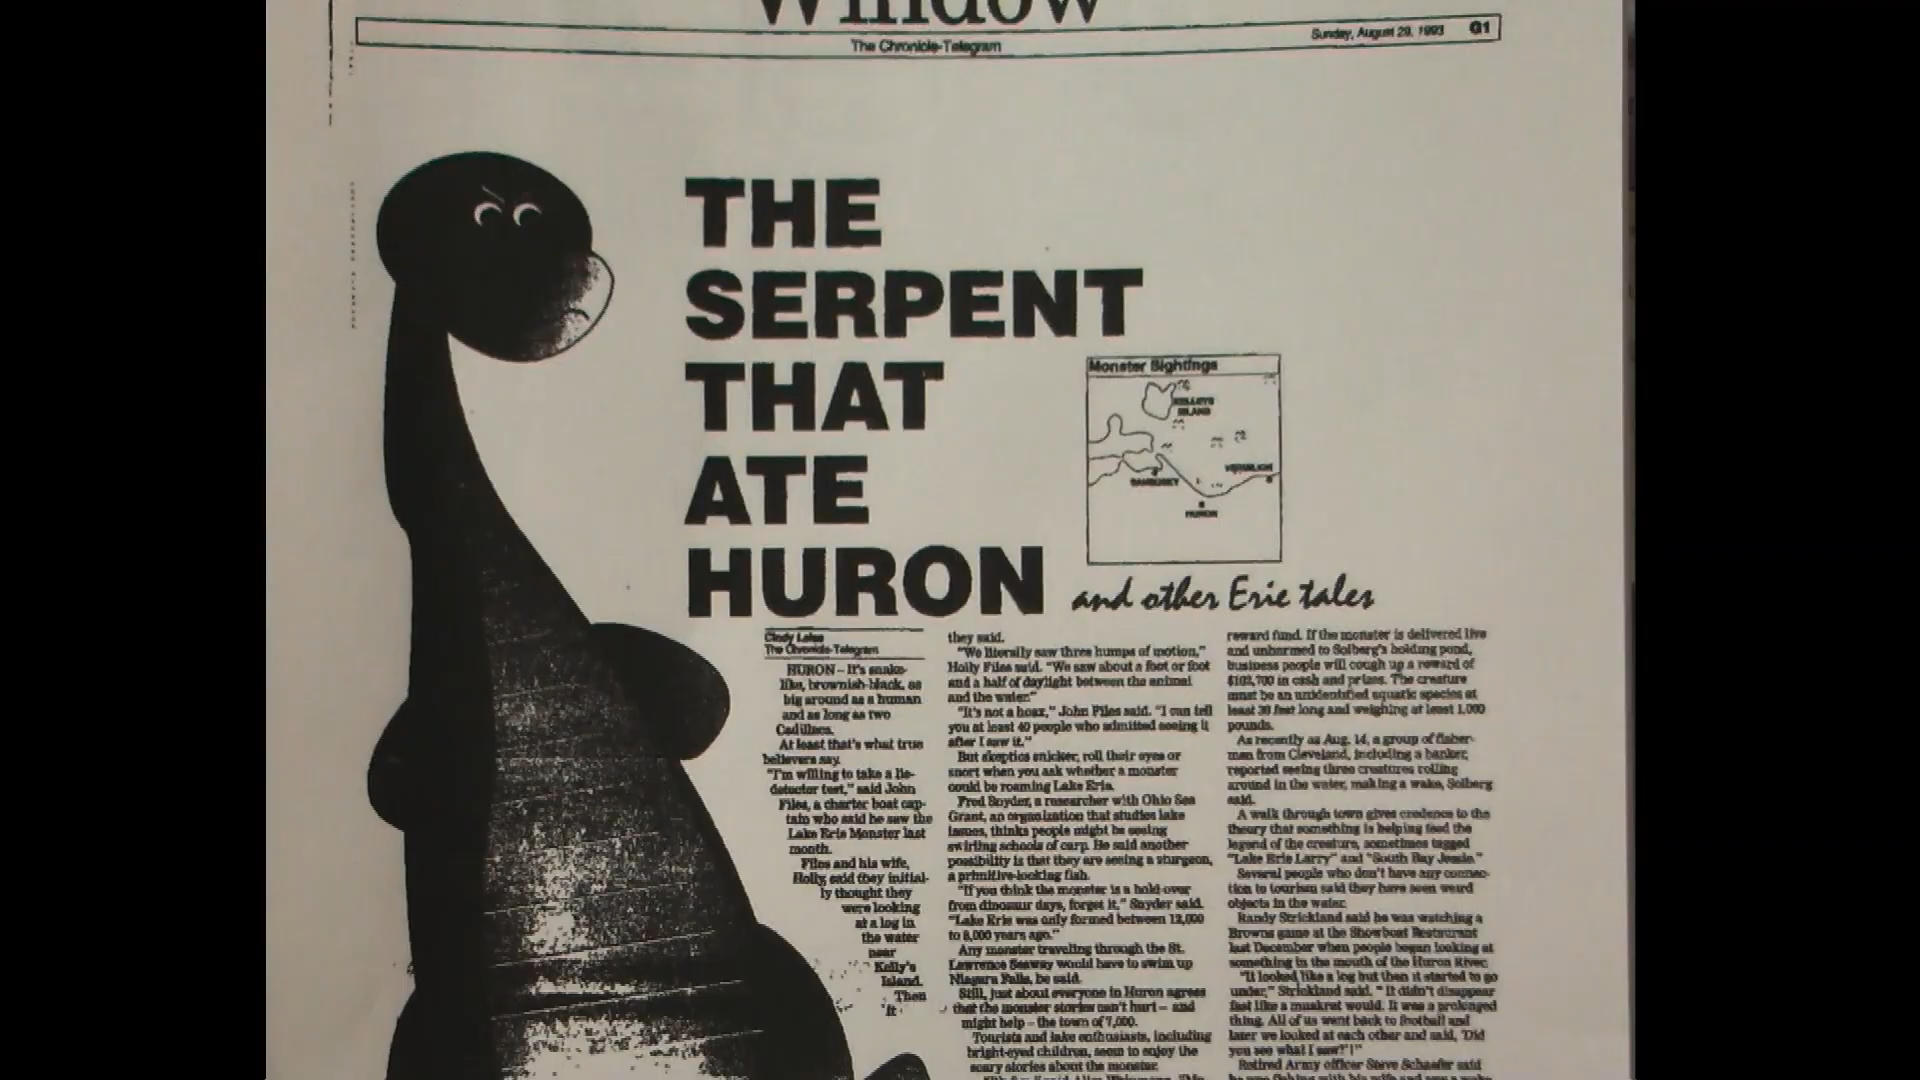 Window
The Chronicle-Telegram
Sunday, August 29, 1993 G1
THE
SERPENT
THAT
ATE
HURON
and other Erie tales
Monster Sightings
KELLEYS
ISLAND
SANDUSKY
VERMILION
HURON
Cindy Leise
The Chronicle-Telegram
HURON – It's snake-
like, brownish-black, as
big around as a human
and as long as two
Cadillacs.
At least that's what true
believers say.
"I'm willing to take a lie-
detector test," said John
Files, a charter boat cap-
tain who said he saw the
Lake Erie Monster last
month.
Files and his wife,
Holly, said they initial-
ly thought they
were looking
at a log in
the water
near
Kelly's
Island.
Then
"It
they said.
"We literally saw three humps of motion,"
Holly Files said. "We saw about a foot or foot
and a half of daylight between the animal
and the water."
"It's not a hoax," John Files said. "I can tell
you at least 40 people who admitted seeing it
after I saw it."
But skeptics snicker, roll their eyes or
snort when you ask whether a monster
could be roaming Lake Erie.
Fred Snyder, a researcher with Ohio Sea
Grant, an organization that studies lake
issues, thinks people might be seeing
swirling schools of carp. He said another
possibility is that they are seeing a sturgeon,
a primitive-looking fish.
"If you think the monster is a hold-over
from dinosaur days, forget it," Snyder said.
"Lake Erie was only formed between 12,000
to 8,000 years ago."
Any monster traveling through the St.
Lawrence Seaway would have to swim up
Niagara Falls, he said.
Still, just about everyone in Huron agrees
that the monster stories can't hurt – and
might help – the town of 7,000.
Tourists and lake enthusiasts, including
bright-eyed children, seem to enjoy the
scary stories about the monster.
reward fund. If the monster is delivered live
and unharmed to Solberg's holding pond,
business people will cough up a reward of
$102,700 in cash and prizes. The creature
must be an unidentified aquatic species at
least 30 feet long and weighing at least 1,000
pounds.
As recently as Aug. 14, a group of fisher-
men from Cleveland, including a banker,
reported seeing three creatures rolling
around in the water, making a wake, Solberg
said.
A walk through town gives credence to the
theory that something is helping feed the
legend of the creature, sometimes tagged
"Lake Erie Larry" and "South Bay Jessie."
Several people who don't have any connec-
tion to tourism said they have seen weird
objects in the water.
Randy Strickland said he was watching a
Browns game at the Showboat Restaurant
last December when people began looking at
something in the mouth of the Huron River.
"It looked like a log but then it started to go
under," Strickland said. "It didn't disappear
fast like a muskrat would. It was a prolonged
thing. All of us went back to football and
later we looked at each other and said, 'Did
you see what I saw?'"
Retired Army officer Steve Schaefer said
he was fishing with his wife and saw a wake